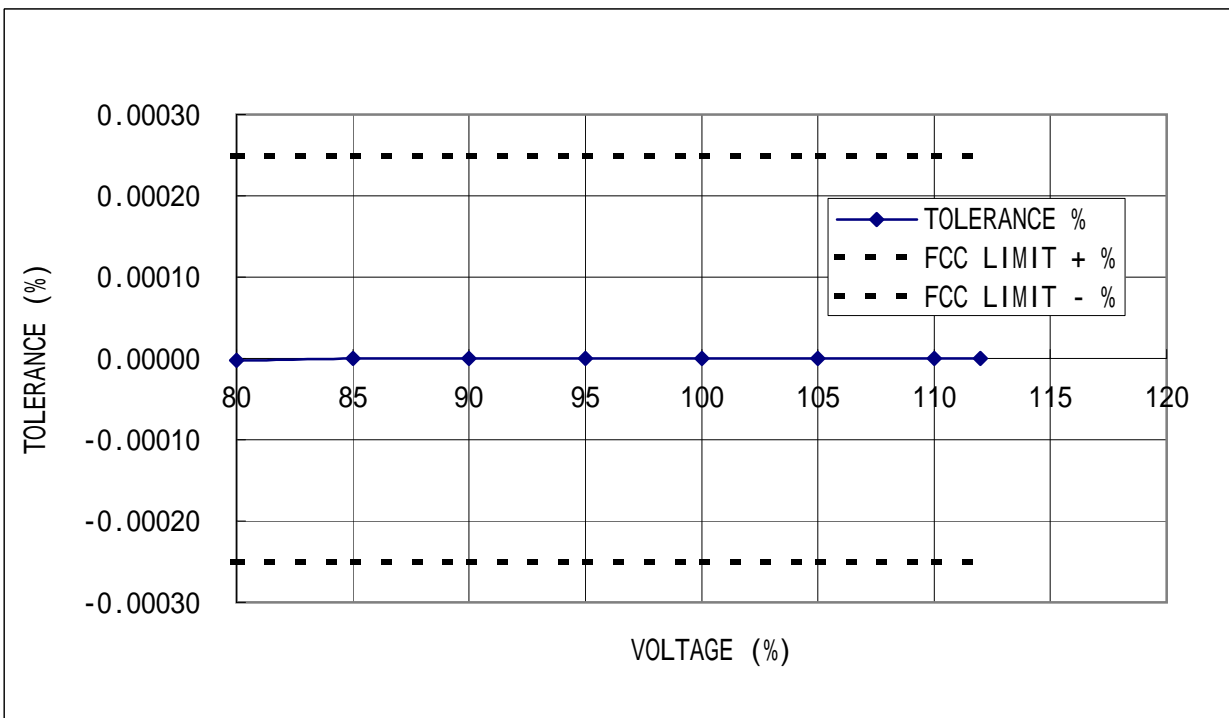 0.00030
0.00020
0.00010
0.00000
-0.00010
-0.00020
-0.00030
TOLERANCE (%)
80 85 90 95 100 105 110 115 120
VOLTAGE (%)
TOLERANCE %
FCC LIMIT + %
FCC LIMIT - %